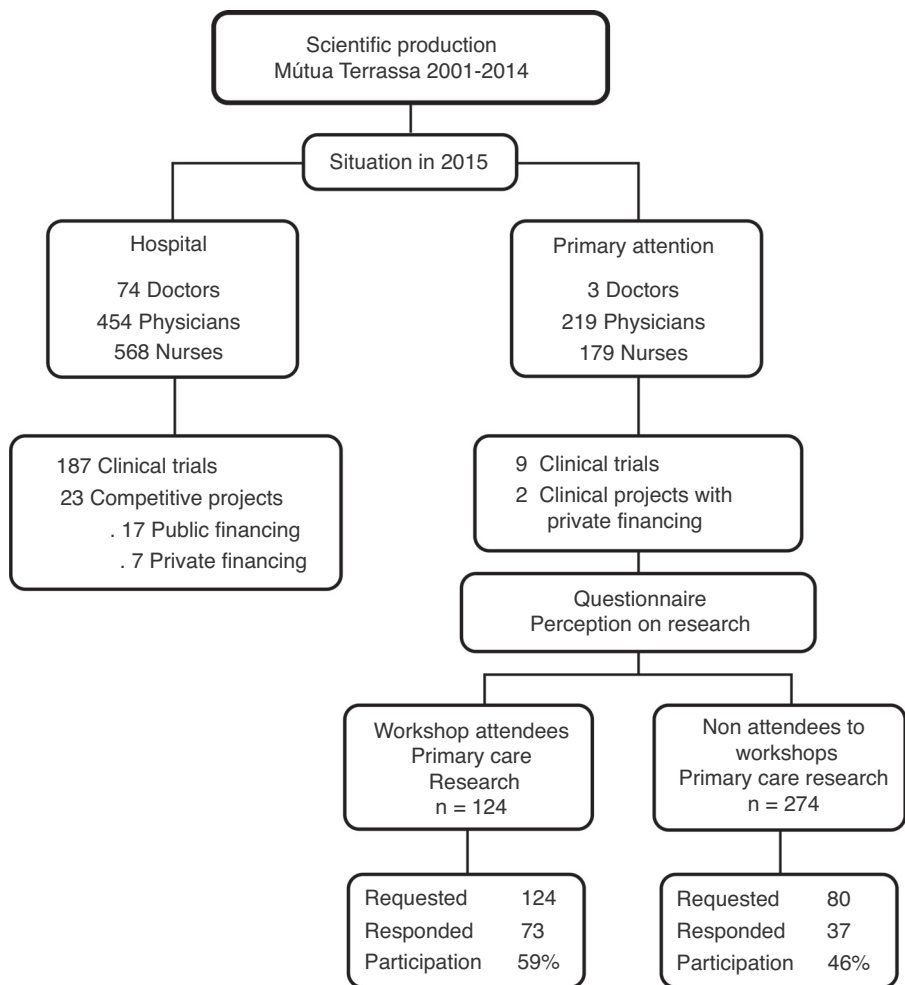 Scientific production
Mútua Terrassa 2001-2014
Situation in 2015
Hospital
74 Doctors
454 Physicians
568 Nurses
Primary attention
3 Doctors
219 Physicians
179 Nurses
187 Clinical trials
23 Competitive projects
. 17 Public financing
. 7 Private financing
9 Clinical trials
2 Clinical projects with
private financing
Questionnaire
Perception on research
Workshop attendees
Primary care
Research
n = 124
Non attendees to
workshops
Primary care research
n = 274
Requested 124
Responded 73
Participation 59%
Requested 80
Responded 37
Participation 46%